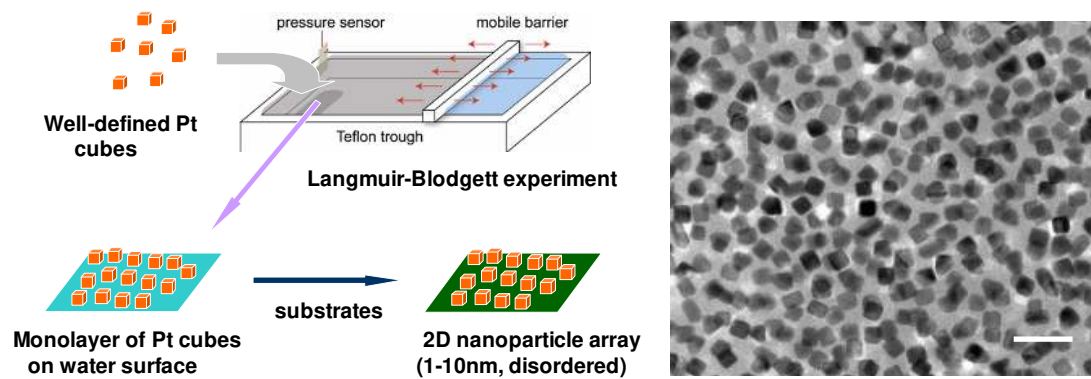 pressure sensor
mobile barrier
Well-defined Pt
cubes
Teflon trough
Langmuir-Blodgett experiment
substrates
Monolayer of Pt cubes
on water surface
2D nanoparticle array
(1-10nm, disordered)